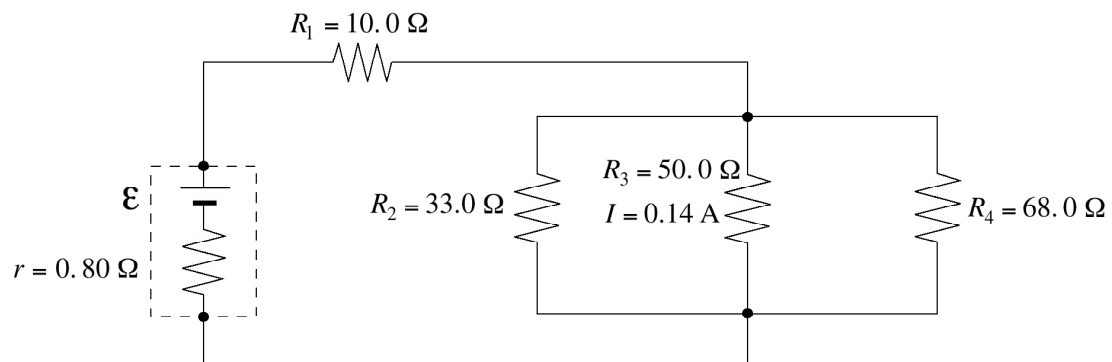 R₁ = 10.0 Ω
ℰ
r = 0.80 Ω
R₂ = 33.0 Ω
R₃ = 50.0 Ω
I = 0.14 A
R₄ = 68.0 Ω